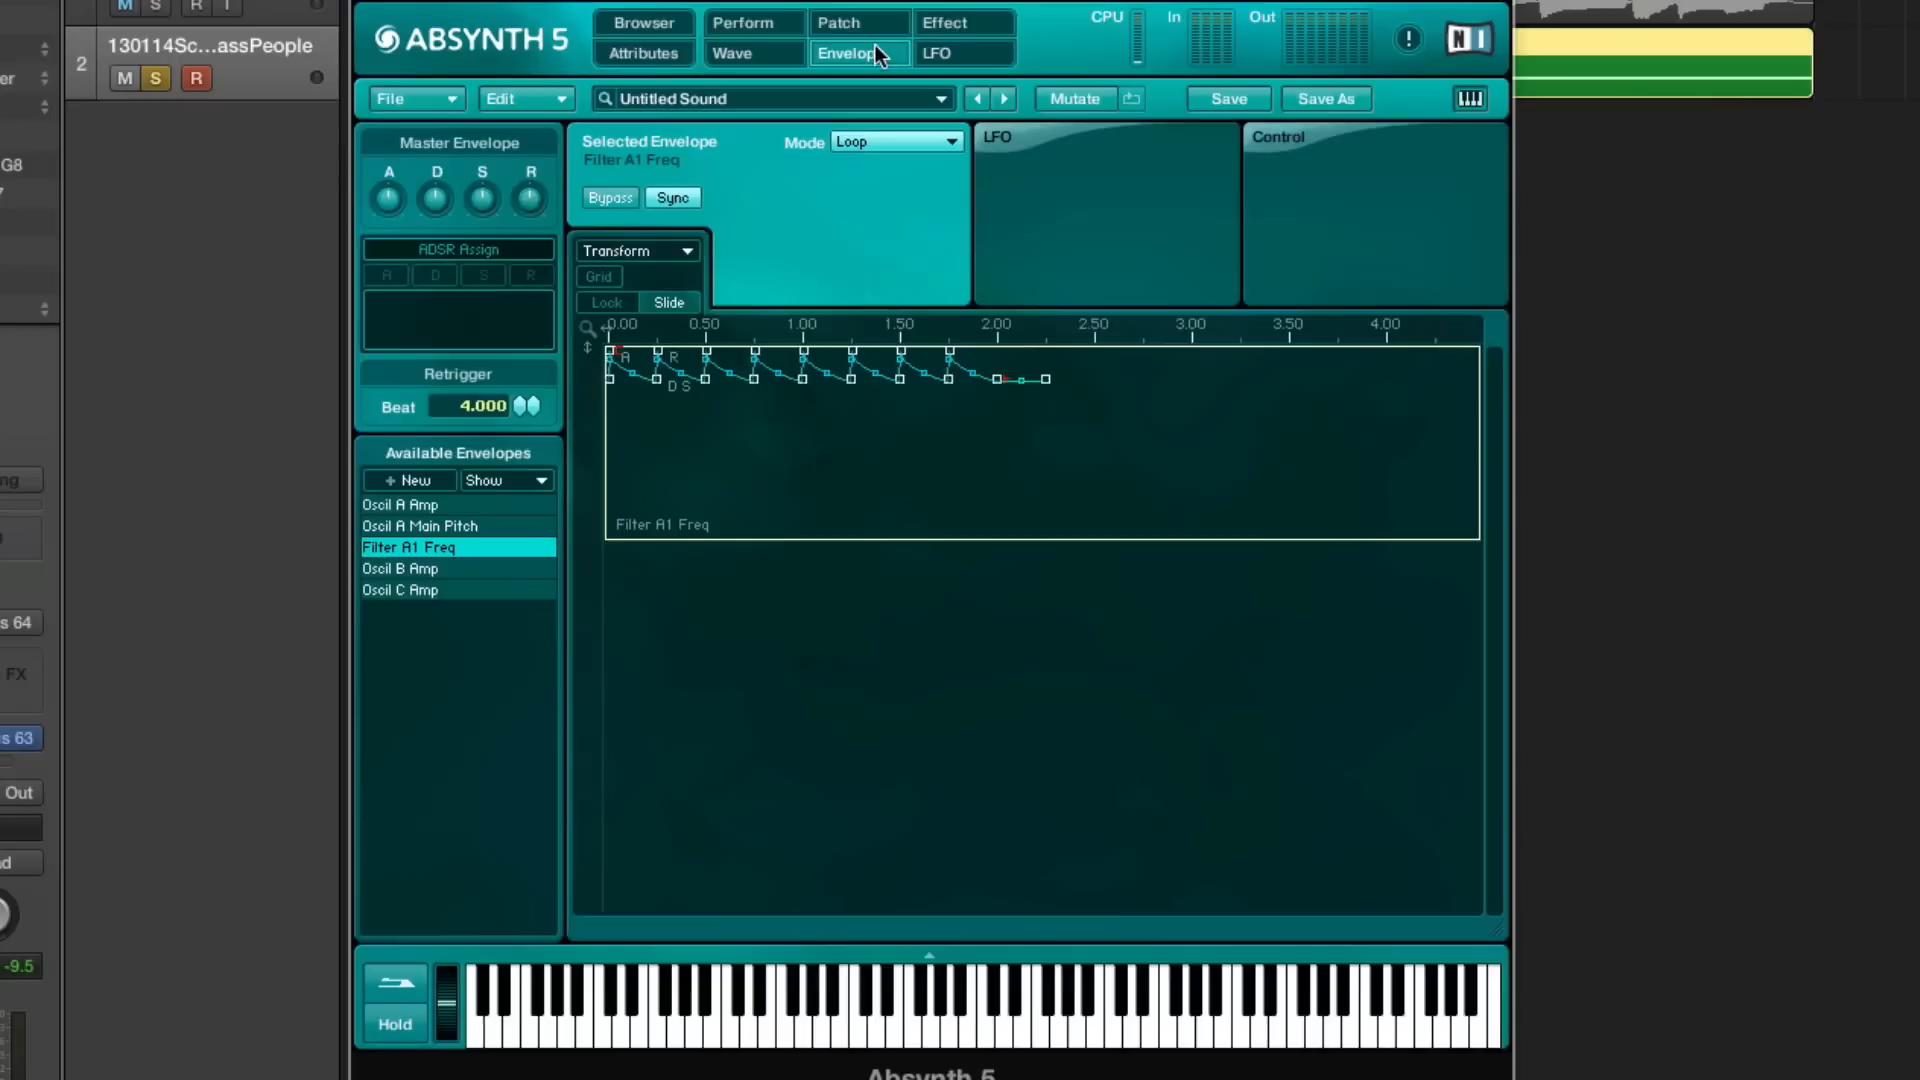 M S R I
2 130114Sc...assPeople
M S R
er
G8
ng
s 64
FX
s 63
Out
-9.5
ABSYNTH 5
Browser Perform Patch Effect
Attributes Wave Envelop LFO
CPU In Out
! NI
File Edit Untitled Sound Mutate Save Save As
Master Envelope
A D S R
ADSR Assign
A D S R
Retrigger
Beat 4.000
Available Envelopes
+ New Show
Oscil A Amp
Oscil A Main Pitch
Filter A1 Freq
Oscil B Amp
Oscil C Amp
Selected Envelope
Filter A1 Freq
Mode Loop
Bypass Sync
LFO
Control
Transform
Grid
Lock Slide
0.00 0.50 1.00 1.50 2.00 2.50 3.00 3.50 4.00
A R
D S
Filter A1 Freq
Hold
Absynth 5